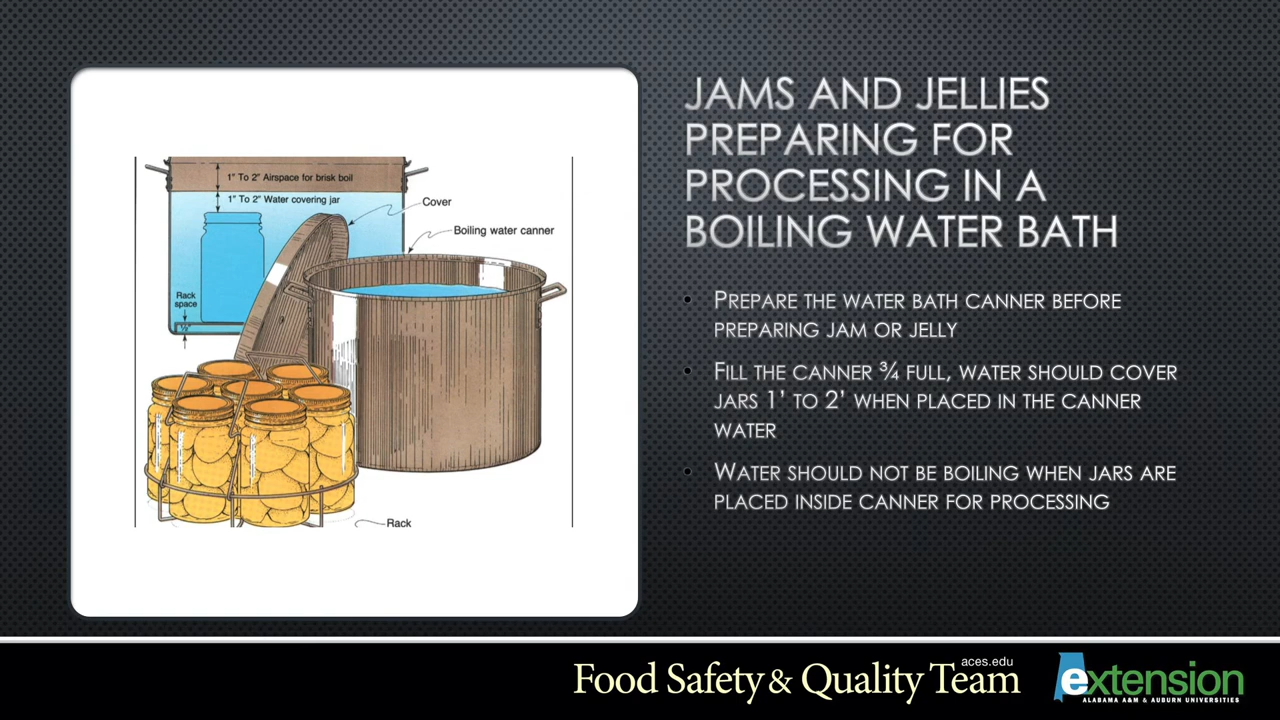 1" To 2" Airspace for brisk boil
1" To 2" Water covering jar
Cover
Boiling water canner
Rack
space
½"
Rack
JAMS AND JELLIES
PREPARING FOR
PROCESSING IN A
BOILING WATER BATH
• PREPARE THE WATER BATH CANNER BEFORE
PREPARING JAM OR JELLY
• FILL THE CANNER ¾ FULL, WATER SHOULD COVER
JARS 1’ TO 2’ WHEN PLACED IN THE CANNER
WATER
• WATER SHOULD NOT BE BOILING WHEN JARS ARE
PLACED INSIDE CANNER FOR PROCESSING
aces.edu
Food Safety & Quality Team
extension
ALABAMA A&M & AUBURN UNIVERSITIES